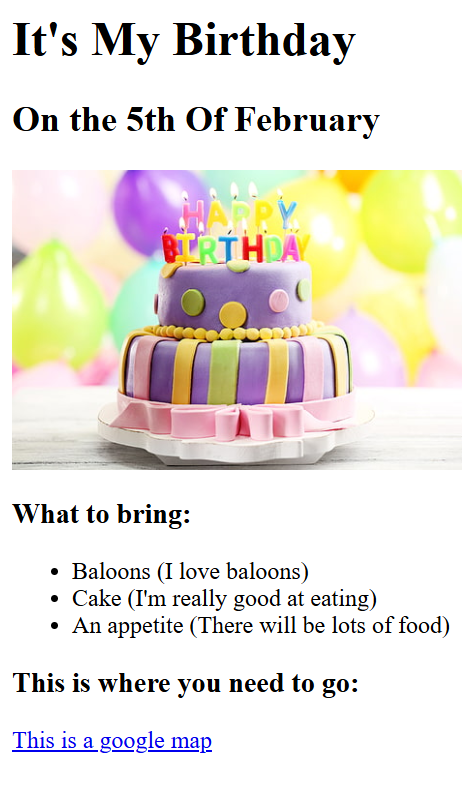 It's My Birthday
On the 5th Of February
HAPPY
BIRTHDAY
What to bring:
Baloons (I love baloons)
Cake (I'm really good at eating)
An appetite (There will be lots of food)
This is where you need to go:
This is a google map